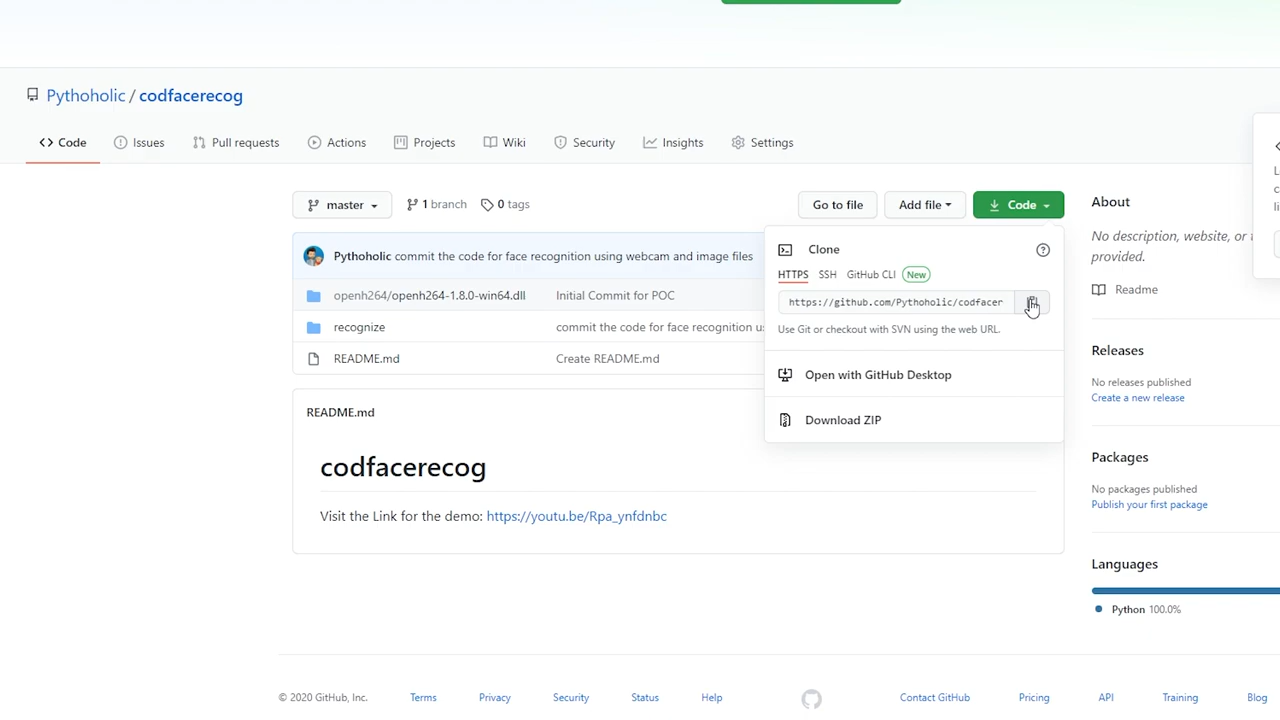 Pythoholic / codfacerecog
Code Issues Pull requests Actions Projects Wiki Security Insights Settings
master 1 branch 0 tags Go to file Add file Code
Pythoholic commit the code for face recognition using webcam and image files
openh264/openh264-1.8.0-win64.dll Initial Commit for POC
recognize commit the code for face recognition us
README.md Create README.md
Clone
HTTPS SSH GitHub CLI New
https://github.com/Pythoholic/codfacer
Use Git or checkout with SVN using the web URL.
Open with GitHub Desktop
Download ZIP
README.md
codfacerecog
Visit the Link for the demo: https://youtu.be/Rpa_ynfdnbc
About
No description, website, or
provided.
Readme
Releases
No releases published
Create a new release
Packages
No packages published
Publish your first package
Languages
Python 100.0%
© 2020 GitHub, Inc. Terms Privacy Security Status Help Contact GitHub Pricing API Training Blog